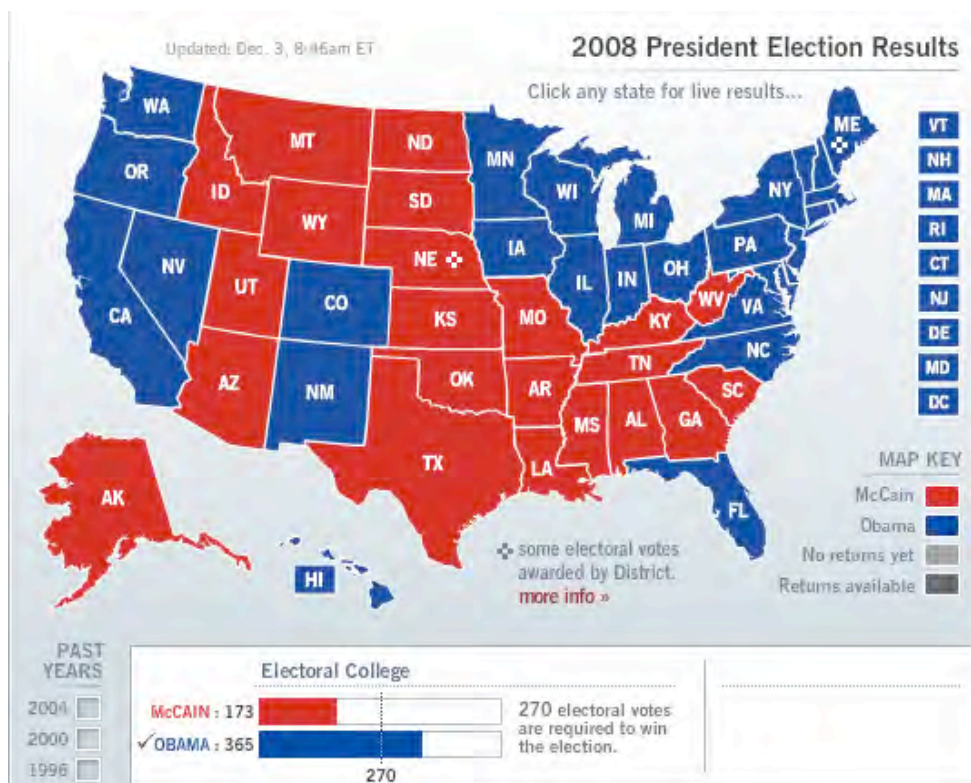 Updated: Dec. 3, 8:46am ET
2008 President Election Results
Click any state for live results...
WA
MT
ND
MN
ME
VT
OR
ID
SD
WI
MI
NY
NH
WY
MA
NV
NE
IA
PA
RI
UT
CO
IL
IN
OH
CT
CA
KS
MO
WV
VA
NJ
KY
DE
AZ
NM
OK
AR
TN
NC
MD
MS
AL
GA
SC
DC
TX
LA
MAP KEY
AK
FL
McCain
Obama
HI
some electoral votes
awarded by District.
more info »
No returns yet
Returns available
PAST
YEARS
2004
2000
1996
Electoral College
McCAIN : 173
✓OBAMA : 365
270
270 electoral votes
are required to win
the election.